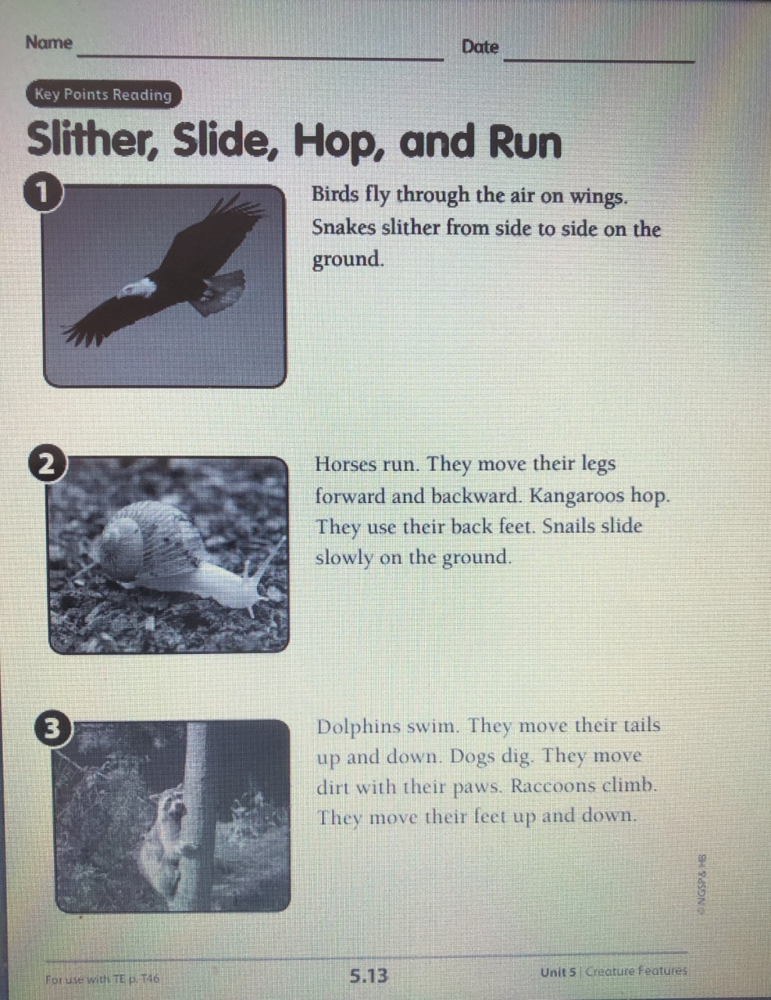 Name
Date
Key Points Reading
Slither, Slide, Hop, and Run
1
Birds fly through the air on wings.
Snakes slither from side to side on the
ground.
2
Horses run. They move their legs
forward and backward. Kangaroos hop.
They use their back feet. Snails slide
slowly on the ground.
3
Dolphins swim. They move their tails
up and down. Dogs dig. They move
dirt with their paws. Raccoons climb.
They move their feet up and down.
© NGSP & HB
For use with TE p. T46
5.13
Unit 5 | Creature Features